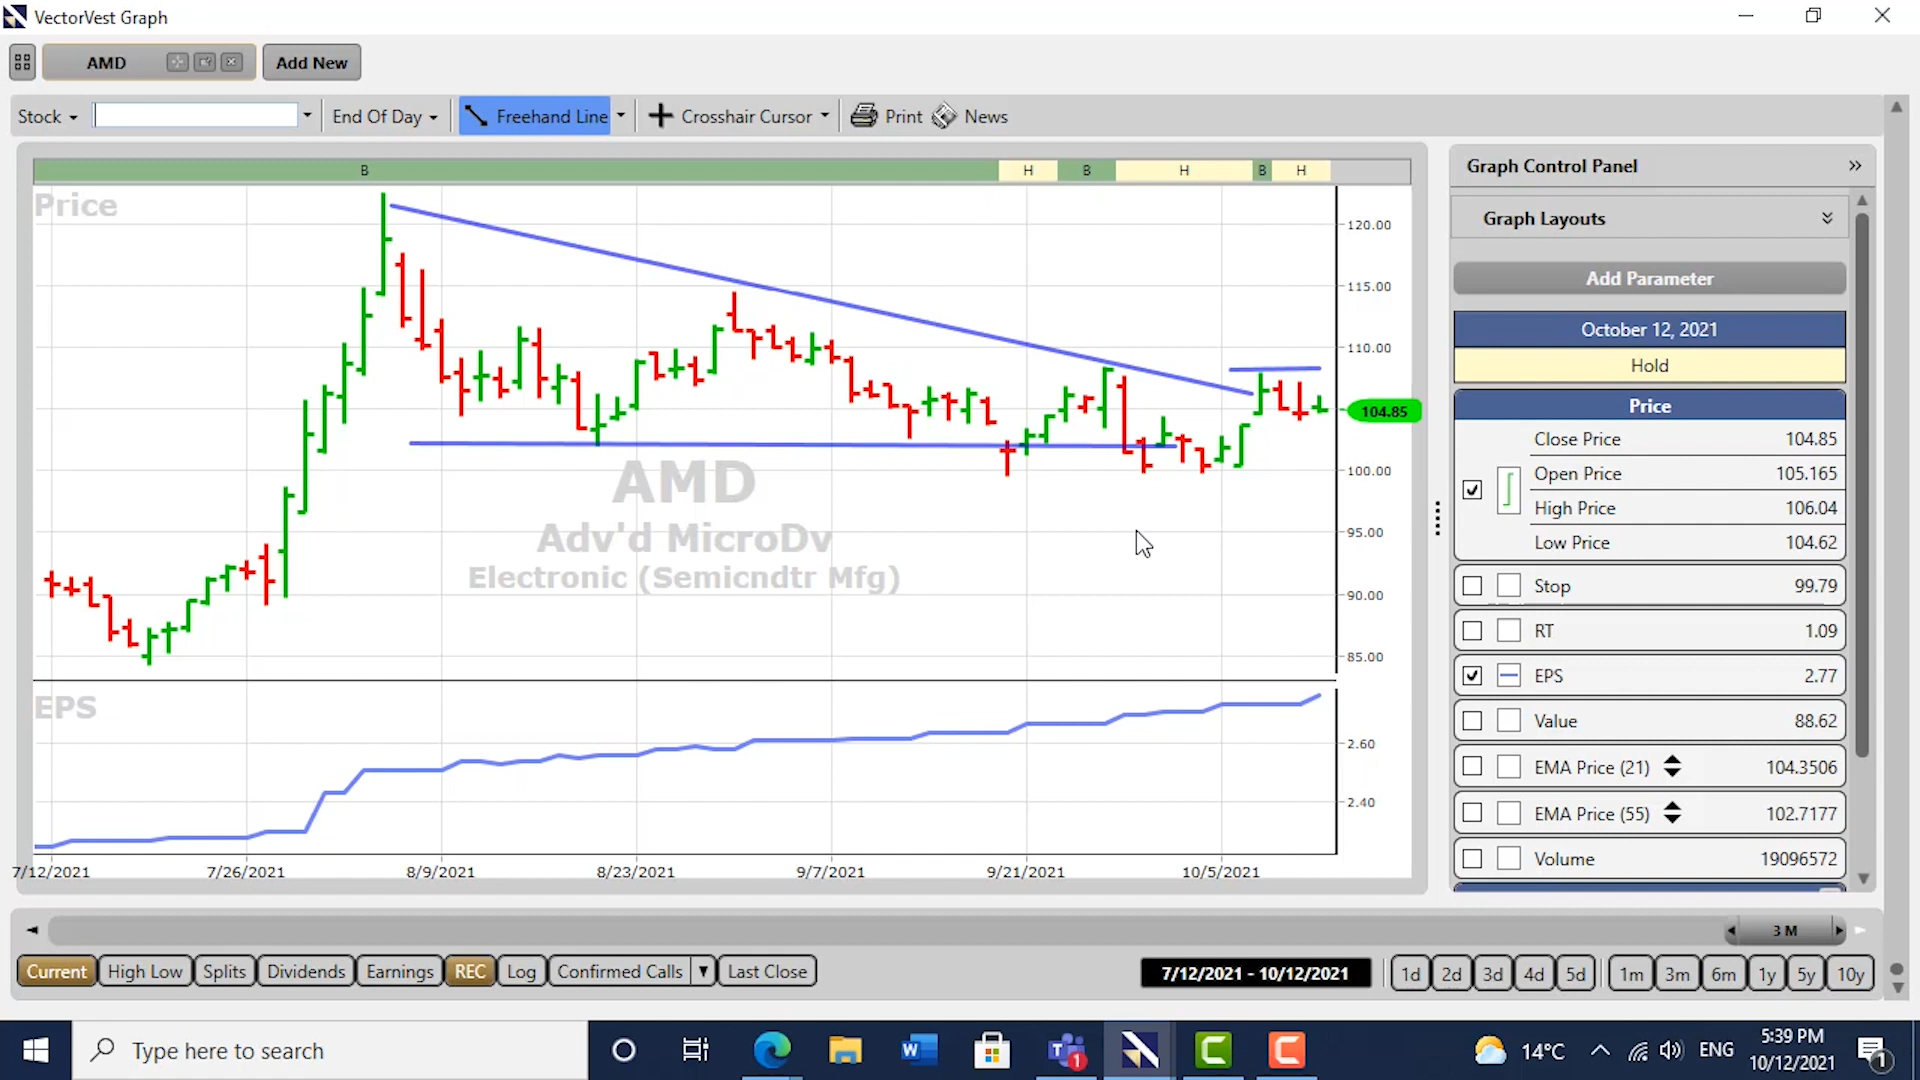 VectorVest Graph
AMD
Add New
Stock
End Of Day
Freehand Line
Crosshair Cursor
Print
News
B
H
B
H
B
H
Price
120.00
115.00
110.00
104.85
100.00
95.00
90.00
85.00
AMD
Adv'd MicroDv
Electronic (Semicndtr Mfg)
EPS
2.60
2.40
7/12/2021
7/26/2021
8/9/2021
8/23/2021
9/7/2021
9/21/2021
10/5/2021
Graph Control Panel
Graph Layouts
Add Parameter
October 12, 2021
Hold
Price
Close Price 104.85
Open Price 105.165
High Price 106.04
Low Price 104.62
Stop 99.79
RT 1.09
EPS 2.77
Value 88.62
EMA Price (21) 104.3506
EMA Price (55) 102.7177
Volume 19096572
3 M
Current
High Low
Splits
Dividends
Earnings
REC
Log
Confirmed Calls
Last Close
7/12/2021 - 10/12/2021
1d
2d
3d
4d
5d
1m
3m
6m
1y
5y
10y
Type here to search
1
14°C
ENG
5:39 PM
10/12/2021
1